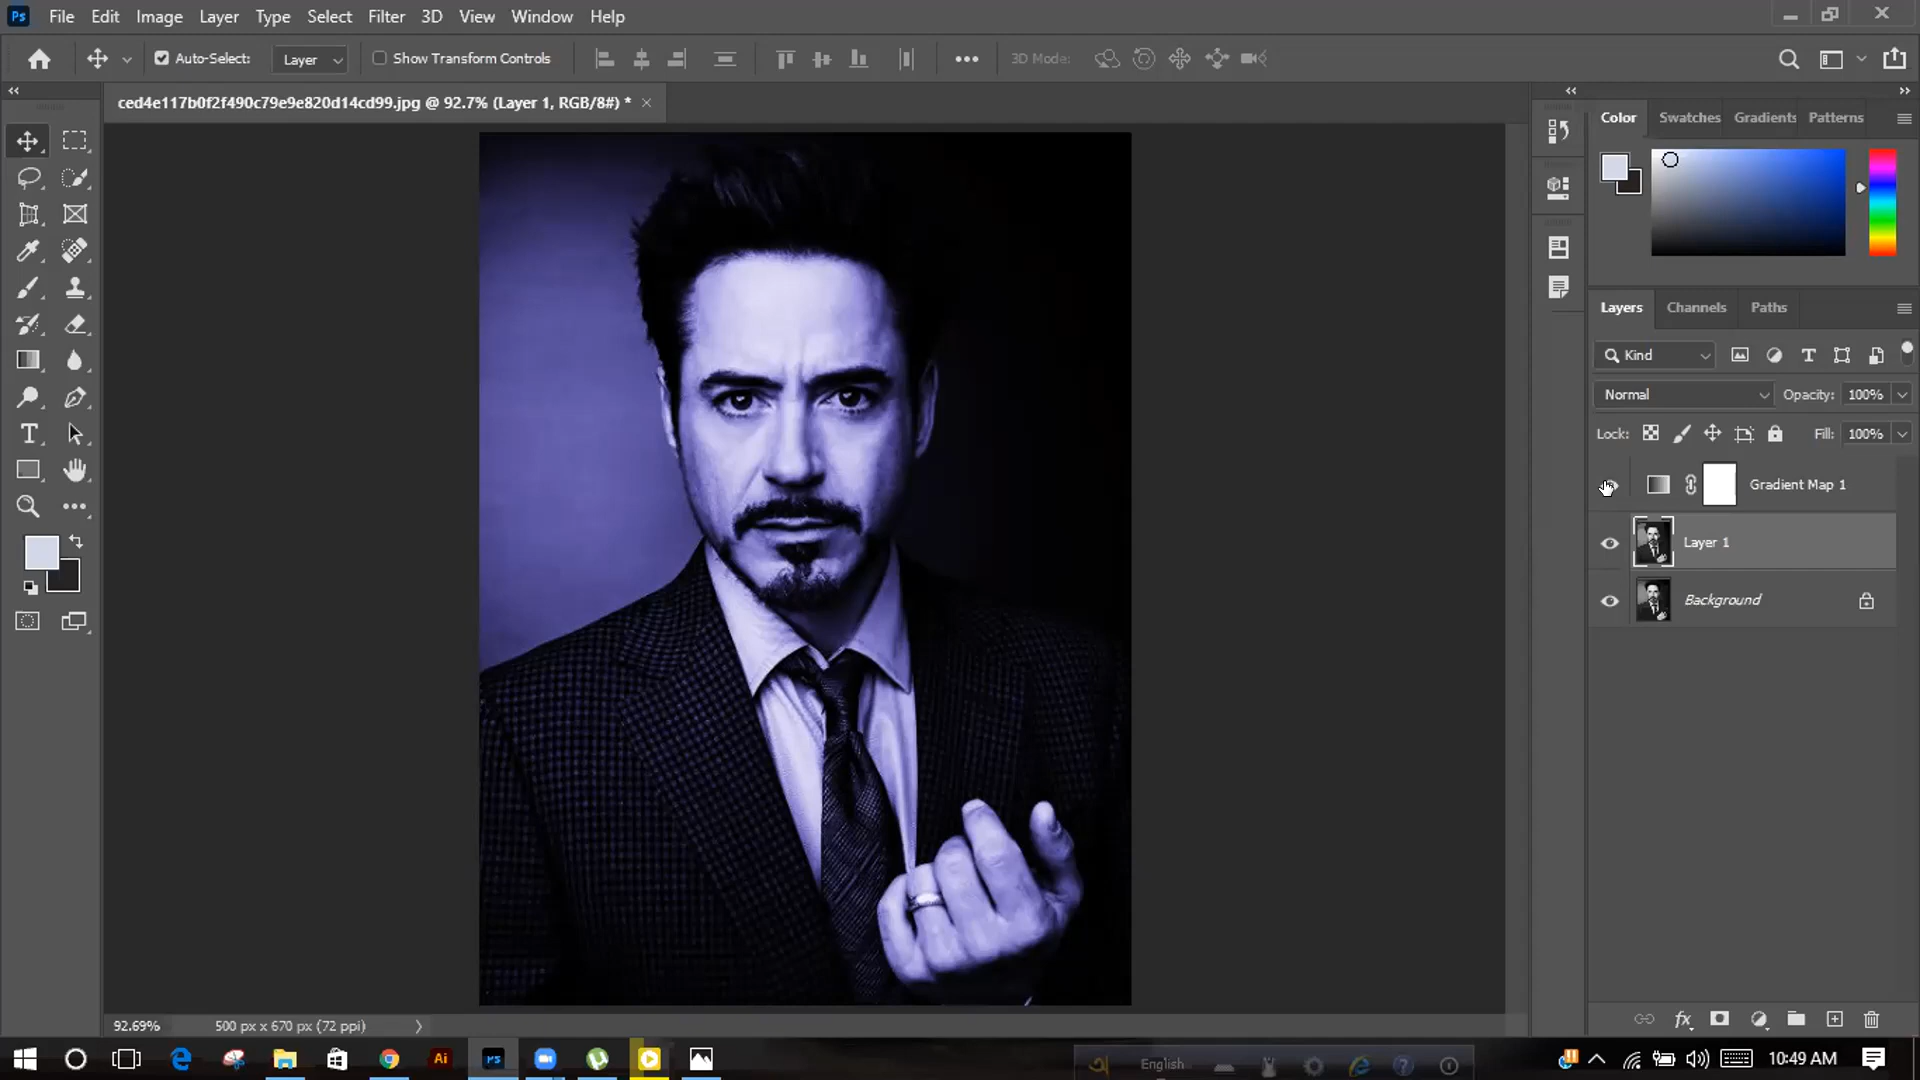 Ps File Edit Image Layer Type Select Filter 3D View Window Help
Auto-Select: Layer Show Transform Controls 3D Mode:
ced4e117b0f2f490c79e9e820d14cd99.jpg @ 92.7% (Layer 1, RGB/8#) *
Color Swatches Gradients Patterns
Layers Channels Paths
Kind
Normal Opacity: 100%
Lock: Fill: 100%
Gradient Map 1
Layer 1
Background
92.69% 500 px x 670 px (72 ppi)
fx
Ai Ps English 10:49 AM